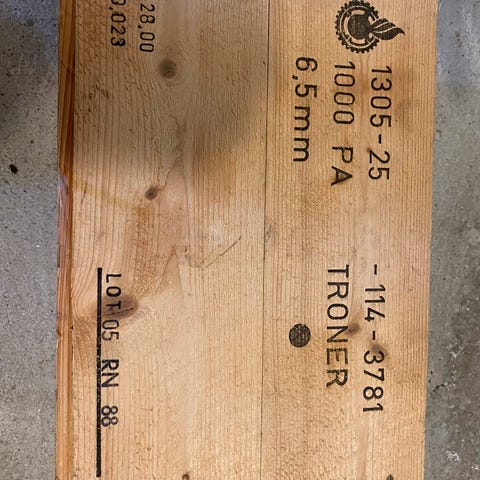 1305-25-114-3781
1000 PA TRONER
6,5mm
28,00
0,023 LOT 05 RN 88